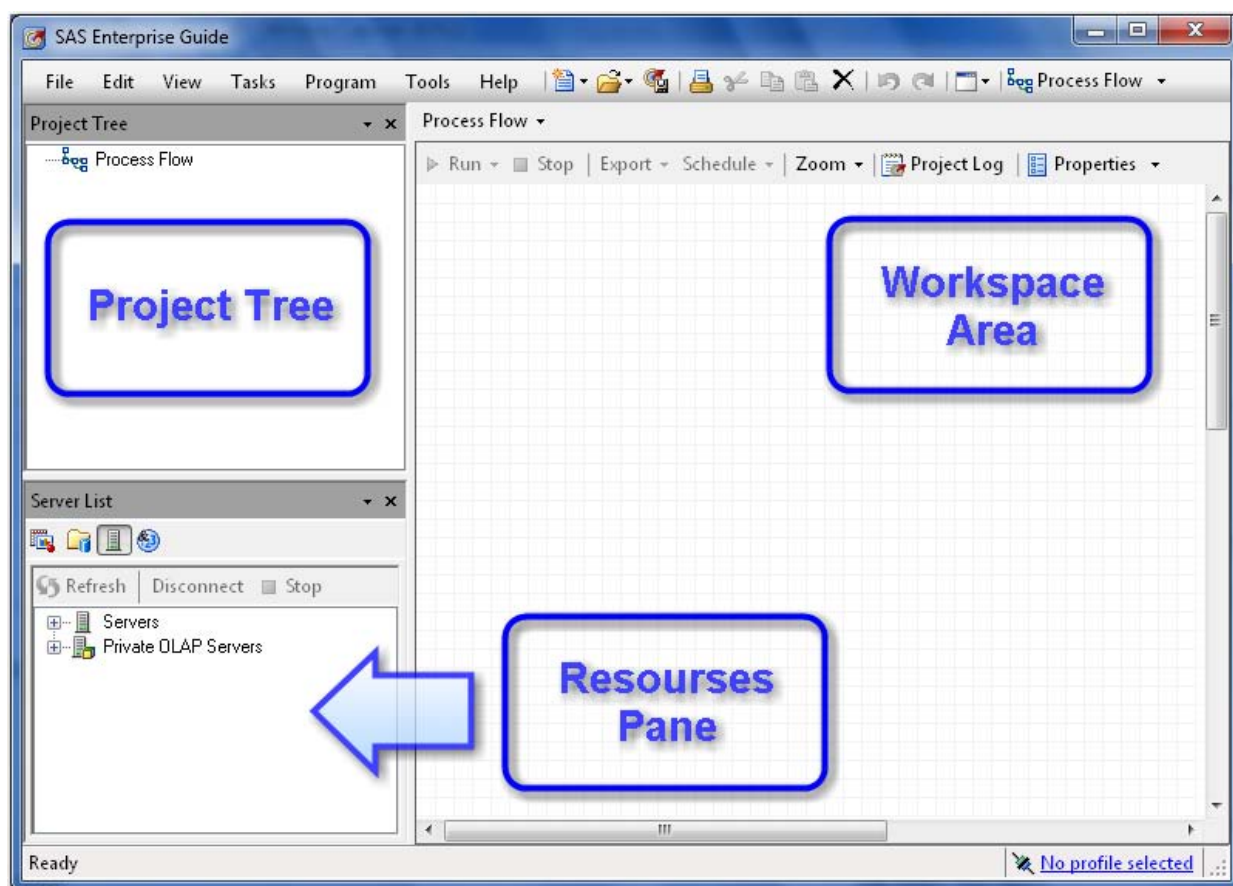 SAS Enterprise Guide
File Edit View Tasks Program Tools Help Process Flow
Project Tree
Process Flow
Process Flow
Run Stop Export Schedule Zoom Project Log Properties
Project Tree
Workspace
Area
Server List
Refresh Disconnect Stop
Servers
Private OLAP Servers
Resourses
Pane
Ready
No profile selected